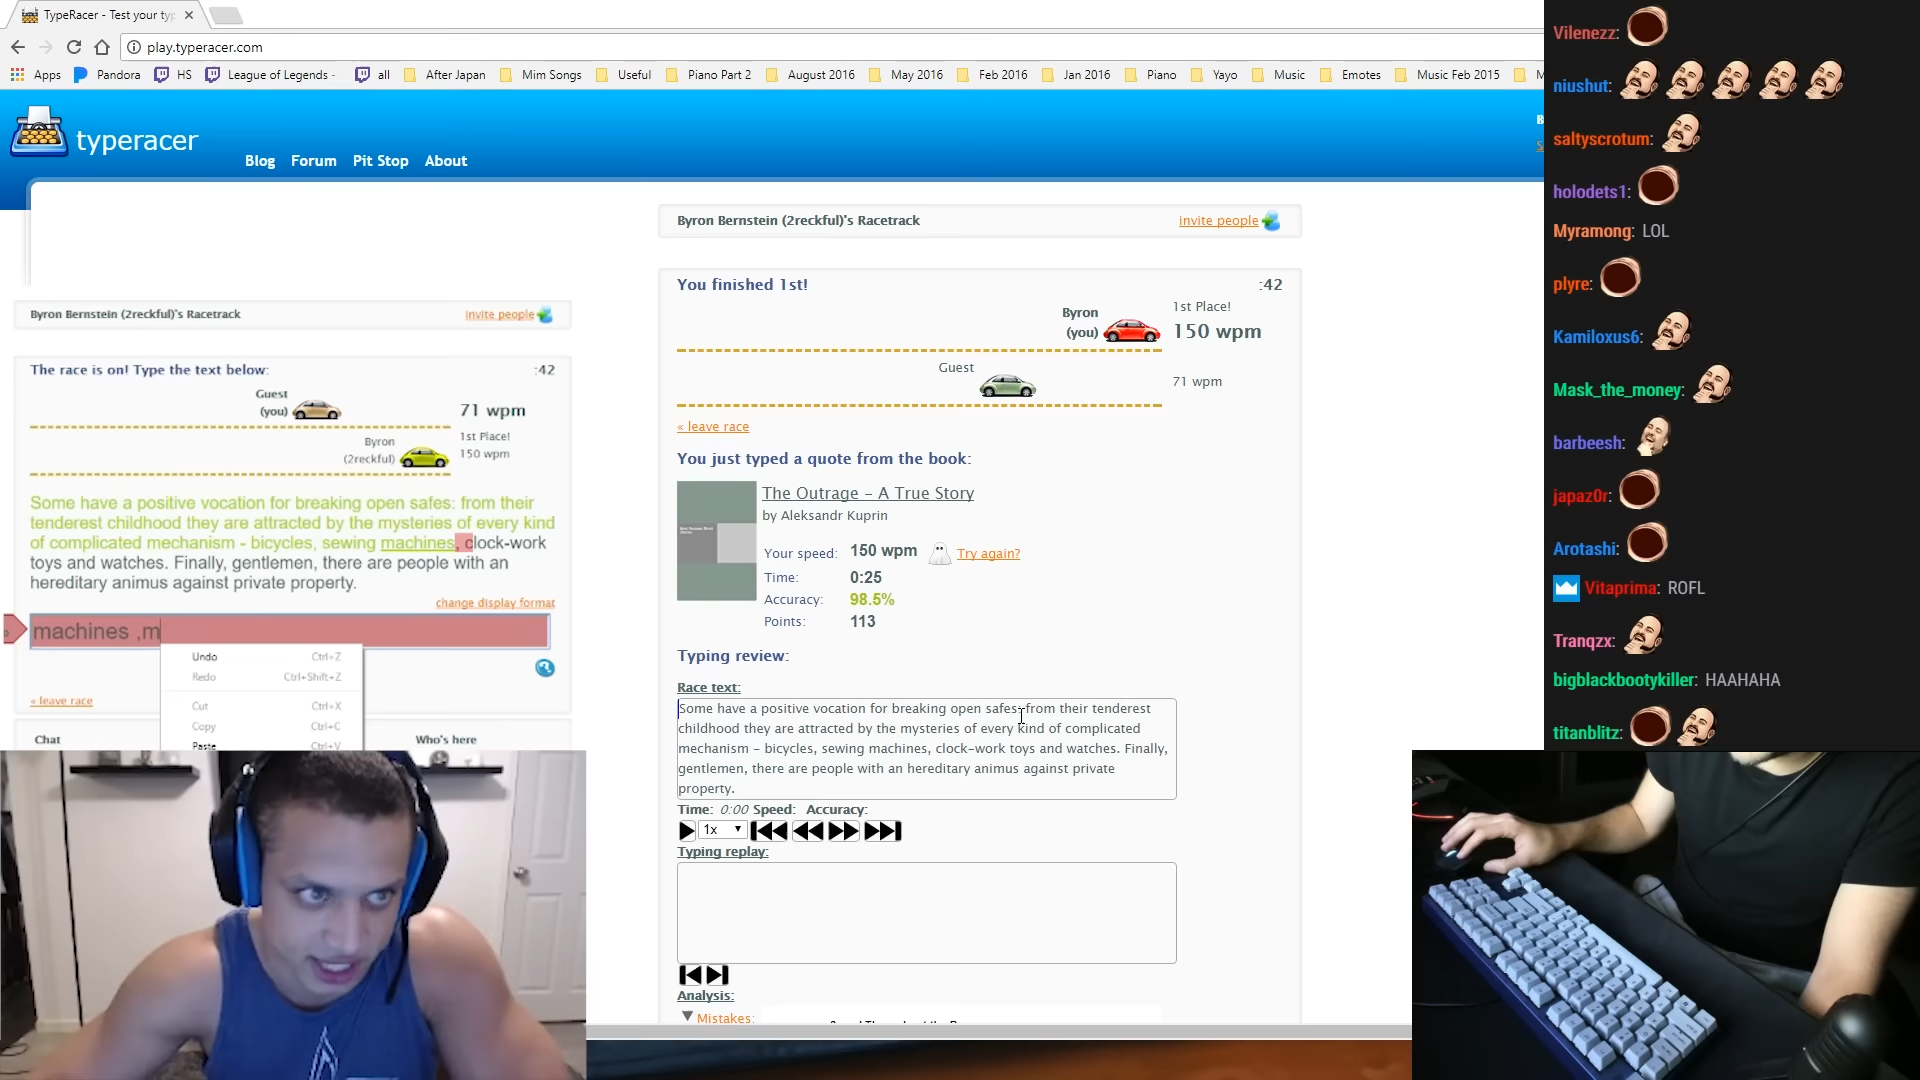 TypeRacer - Test your ty
play.typeracer.com
Apps Pandora HS League of Legends - all After Japan Mim Songs Useful Piano Part 2 August 2016 May 2016 Feb 2016 Jan 2016 Piano Yayo Music Emotes Music Feb 2015
typeracer
Blog Forum Pit Stop About
Byron Bernstein (2reckful)'s Racetrack invite people
The race is on! Type the text below: :42
Guest
(you) 71 wpm
Byron
(2reckful)
1st Place!
150 wpm
Some have a positive vocation for breaking open safes: from their
tenderest childhood they are attracted by the mysteries of every kind
of complicated mechanism - bicycles, sewing machines, clock-work
toys and watches. Finally, gentlemen, there are people with an
hereditary animus against private property.
change display format
machines ,m
Undo Ctrl+Z
Redo Ctrl+Shift+Z
Cut Ctrl+X
Copy Ctrl+C
Paste Ctrl+V
« leave race
Chat Who's here
Byron Bernstein (2reckful)'s Racetrack invite people
You finished 1st! :42
Byron
(you)
1st Place!
150 wpm
Guest
71 wpm
« leave race
You just typed a quote from the book:
The Outrage - A True Story
by Aleksandr Kuprin
Your speed: 150 wpm Try again?
Time: 0:25
Accuracy: 98.5%
Points: 113
Typing review:
Race text:
Some have a positive vocation for breaking open safes: from their tenderest
childhood they are attracted by the mysteries of every kind of complicated
mechanism - bicycles, sewing machines, clock-work toys and watches. Finally,
gentlemen, there are people with an hereditary animus against private
property.
Time: 0:00 Speed: Accuracy:
1x
Typing replay:
Analysis:
Mistakes:
Vilenezz:
niushut:
saltyscrotum:
holodets1:
Myramong: LOL
plyre:
Kamiloxus6:
Mask_the_money:
barbeesh:
japaz0r:
Arotashi:
Vitaprima: ROFL
Tranqzx:
bigblackbootykiller: HAAHAHA
titanblitz: